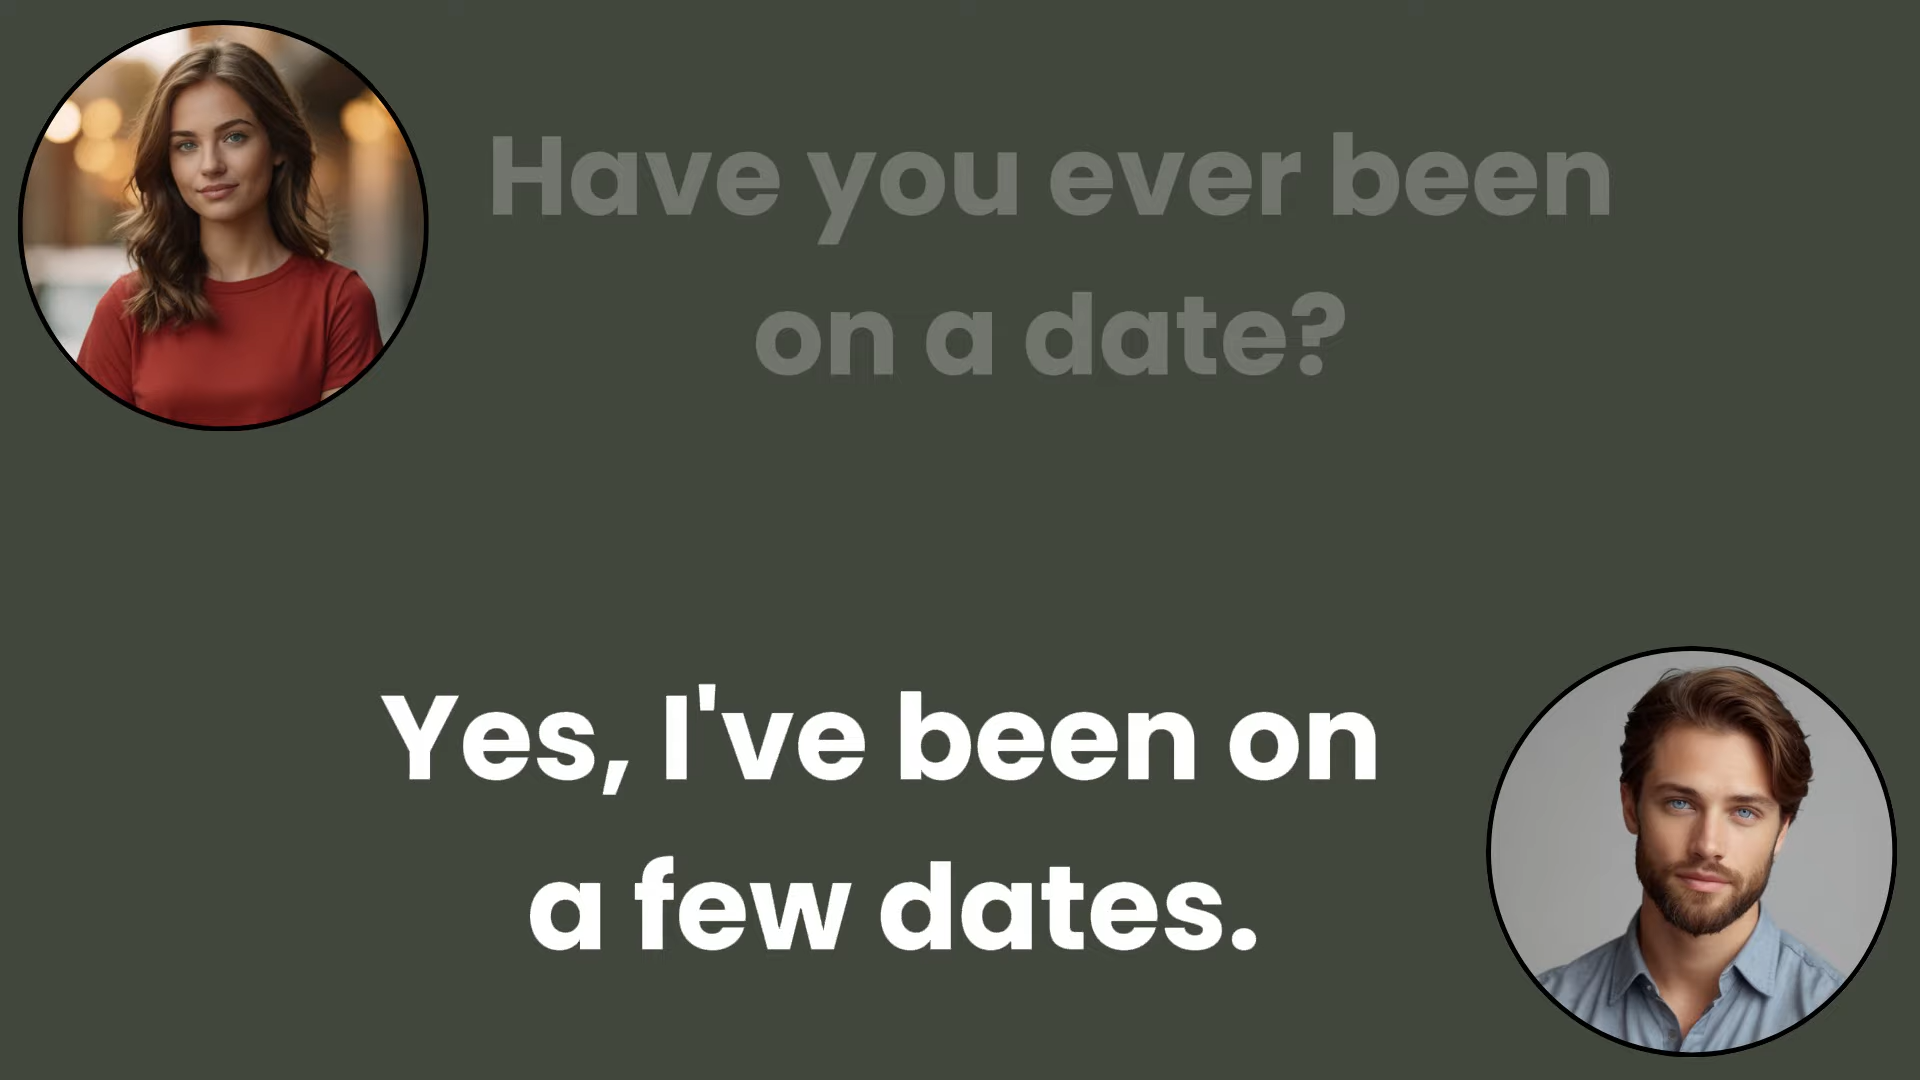 Have you ever been
on a date?
Yes, I've been on
a few dates.